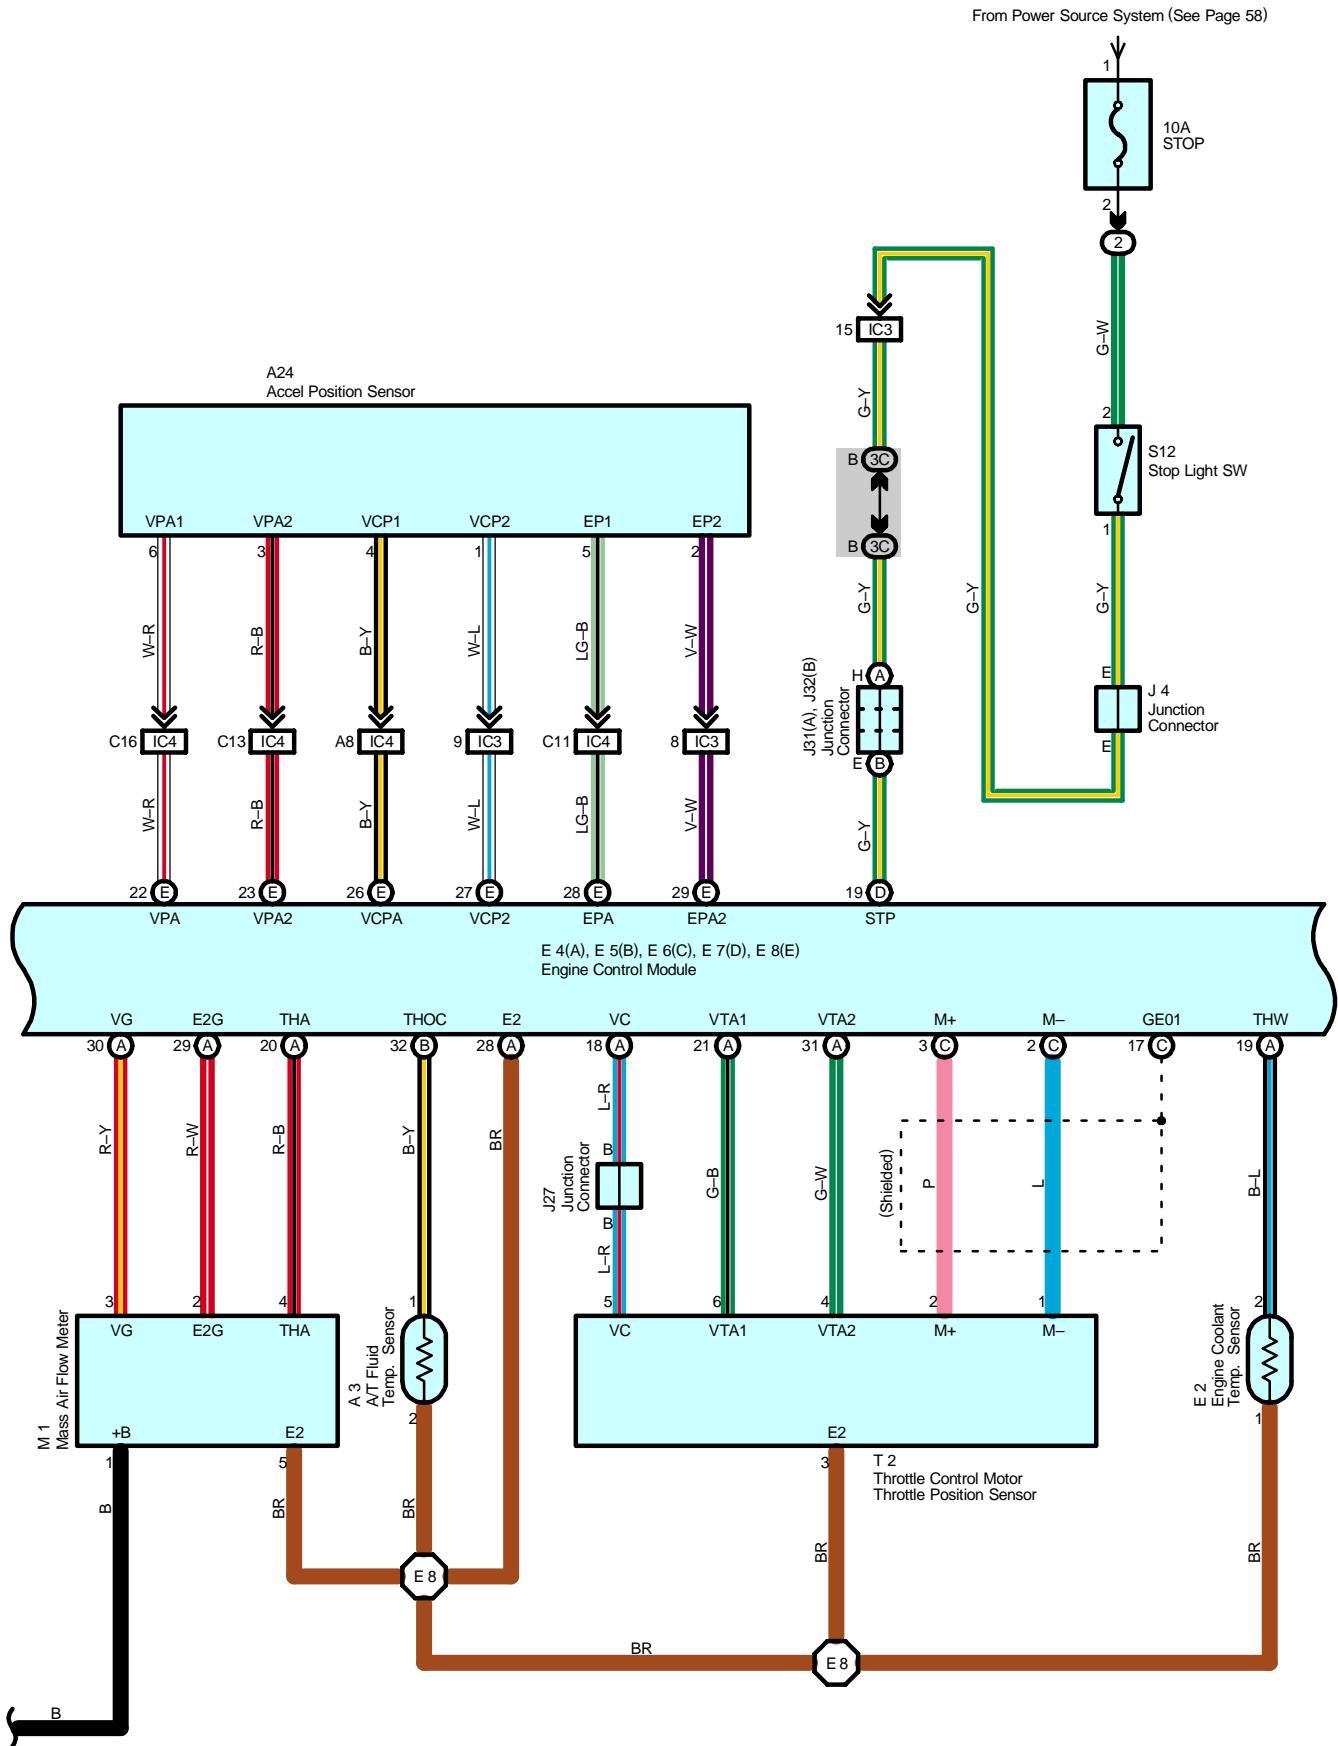 From Power Source System (See Page 58)
1
10A
STOP
2
2
G–W
15 IC3
A24
Accel Position Sensor
G–Y
2
S12
Stop Light SW
B 3C
VPA1 VPA2 VCP1 VCP2 EP1 EP2
6 3 4 1 5 2
1
B 3C
W–R R–B B–Y W–L LG–B V–W
G–Y G–Y G–Y
H A
E
J 4
Junction
Connector
E
J31(A), J32(B)
Junction
Connector
C16 IC4 C13 IC4 A8 IC4 9 IC3 C11 IC4 8 IC3
E B
W–R R–B B–Y W–L LG–B V–W
G–Y
22 E 23 E 26 E 27 E 28 E 29 E 19 D
VPA VPA2 VCPA VCP2 EPA EPA2 STP
E 4(A), E 5(B), E 6(C), E 7(D), E 8(E)
Engine Control Module
VG E2G THA THOC E2 VC VTA1 VTA2 M+ M– GE01 THW
30 A 29 A 20 A 32 B 28 A 18 A 21 A 31 A 3 C 2 C 17 C 19 A
L–R
R–Y R–W R–B B–Y BR
B
J27
Junction
Connector
B
G–B G–W
(Shielded)
P L
B–L
L–R
3 2 4 1 5 6 4 2 1 2
VG E2G THA
VC VTA1 VTA2 M+ M–
M 1
Mass Air Flow Meter
A 3
A/T Fluid
Temp. Sensor
E 2
Engine Coolant
Temp. Sensor
+B E2
2
E2
1
1 5
3
T 2
Throttle Control Motor
Throttle Position Sensor
B BR BR
BR BR
E 8
BR
E 8
B